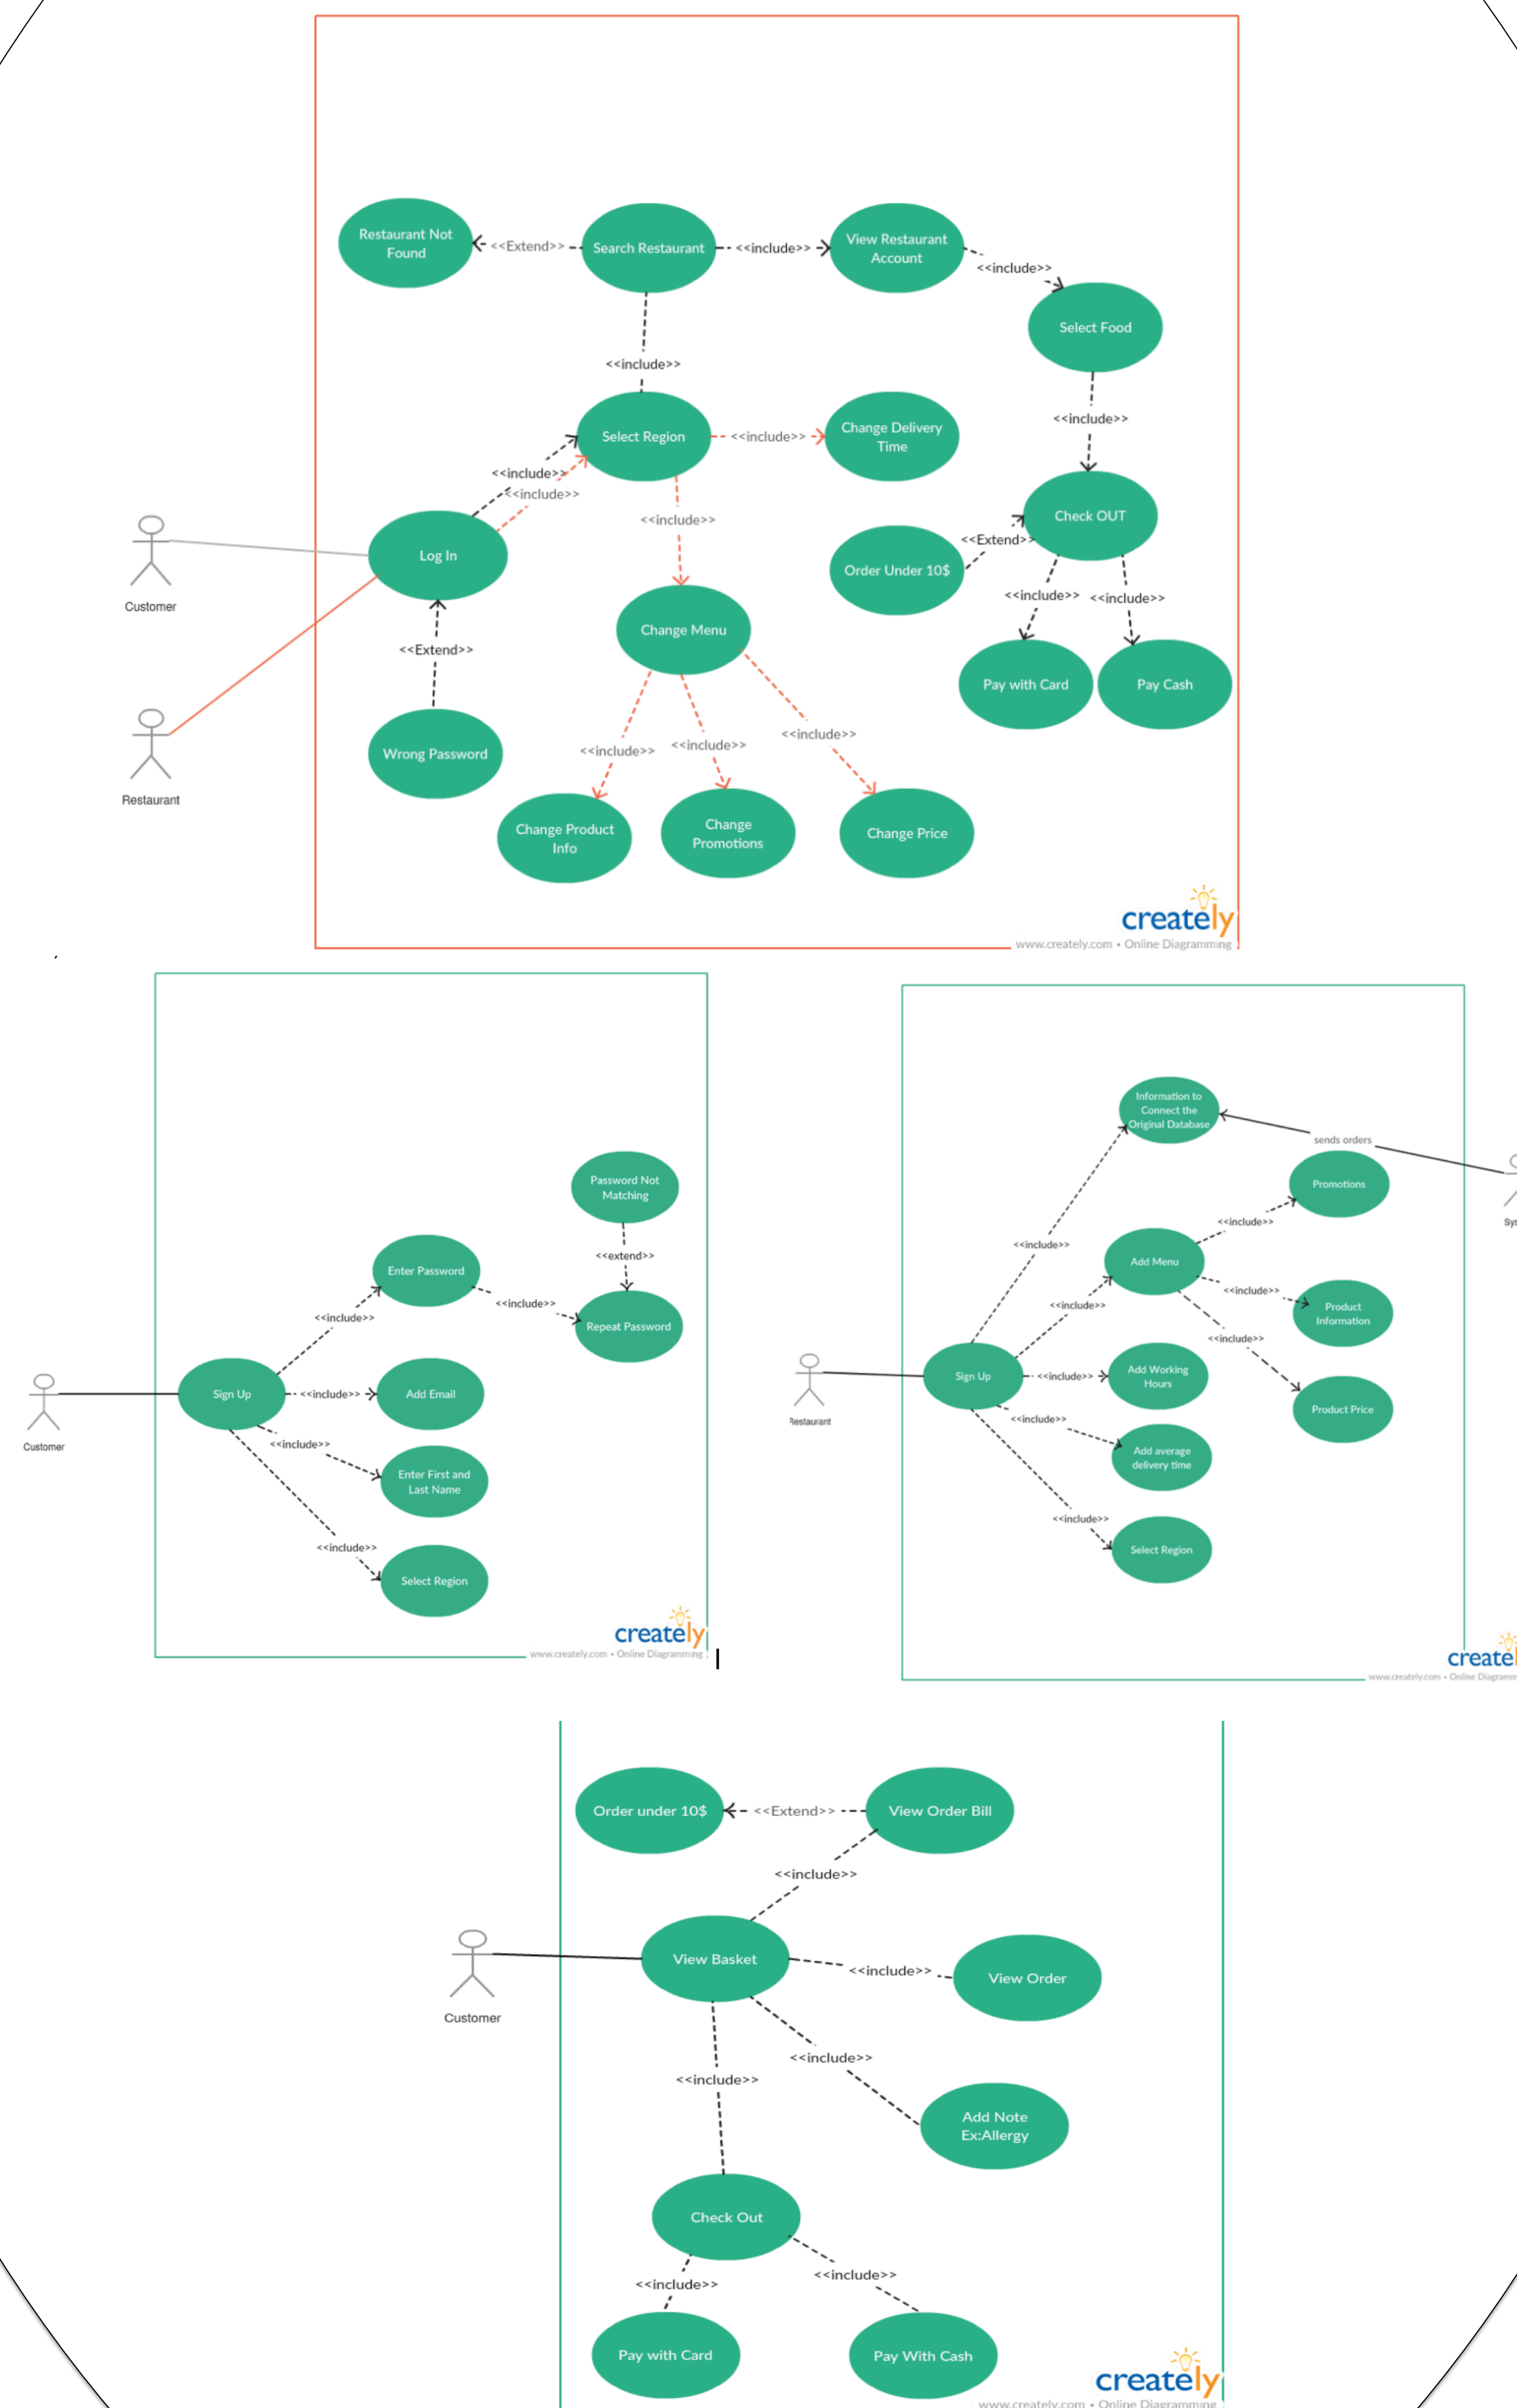 Restaurant Not
Found
<<Extend>>
Search Restaurant
<<include>>
View Restaurant
Account
<<include>>
Select Food
<<include>>
<<include>>
Select Region
<<include>>
Change Delivery
Time
<<include>>
<<include>>
<<include>>
Check OUT
<<Extend>>
Order Under 10$
Log In
Customer
<<include>>
<<include>>
Change Menu
<<Extend>>
Pay with Card
Pay Cash
Wrong Password
Restaurant
<<include>>
<<include>>
<<include>>
Change Product
Info
Change
Promotions
Change Price
creately
www.creately.com • Online Diagramming
Password Not
Matching
<<extend>>
Enter Password
<<include>>
<<include>>
Repeat Password
Customer
Sign Up
<<include>>
Add Email
<<include>>
Enter First and
Last Name
<<include>>
Select Region
creately
www.creately.com • Online Diagramming
Information to
Connect the
Original Database
sends orders
Sys
Promotions
<<include>>
<<include>>
Add Menu
<<include>>
Product
Information
<<include>>
<<include>>
Restaurant
Sign Up
<<include>>
Add Working
Hours
Product Price
<<include>>
Add average
delivery time
<<include>>
Select Region
createl
www.creately.com • Online Diagramm
Order under 10$
<<Extend>>
View Order Bill
<<include>>
Customer
View Basket
<<include>>
View Order
<<include>>
<<include>>
Add Note
Ex:Allergy
Check Out
<<include>>
<<include>>
Pay with Card
Pay With Cash
creately
www.creately.com • Online Diagramming